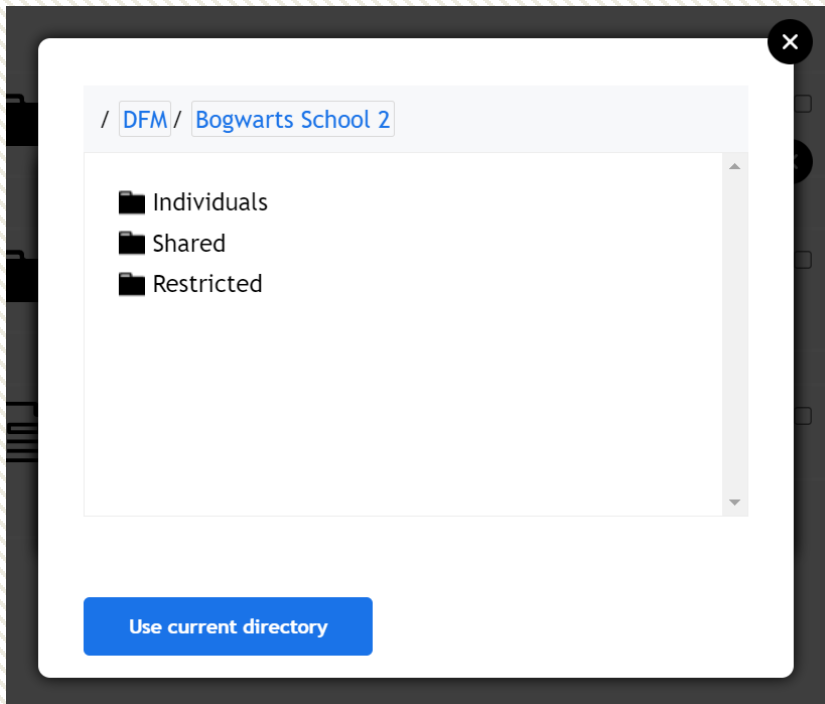 / DFM / Bogwarts School 2
Individuals
Shared
Restricted
Use current directory